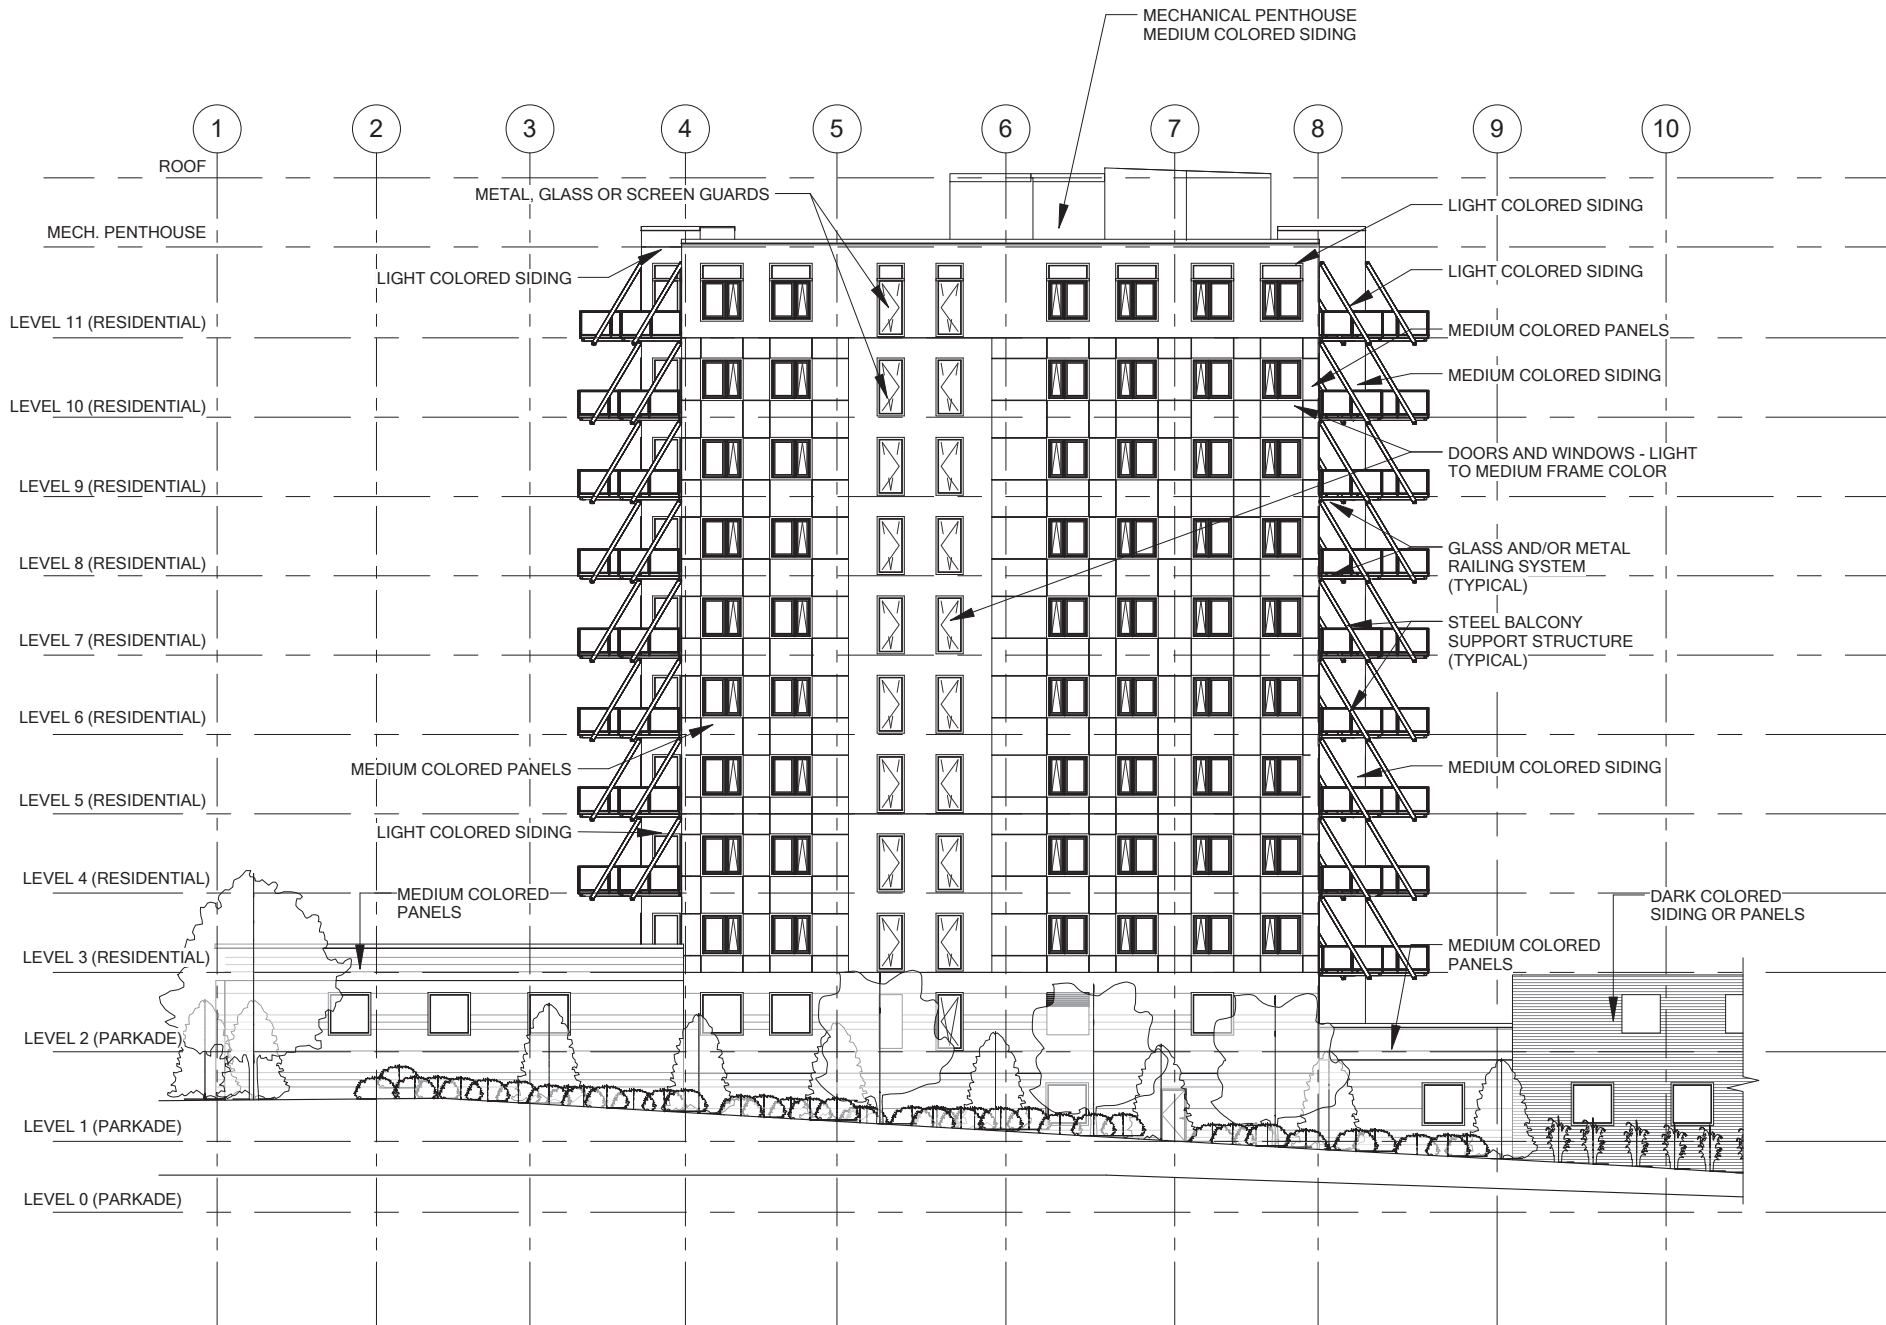 MECHANICAL PENTHOUSE
MEDIUM COLORED SIDING
1 2 3 4 5 6 7 8 9 10
ROOF
METAL, GLASS OR SCREEN GUARDS
LIGHT COLORED SIDING
MECH. PENTHOUSE
LIGHT COLORED SIDING
LIGHT COLORED SIDING
LEVEL 11 (RESIDENTIAL)
MEDIUM COLORED PANELS
MEDIUM COLORED SIDING
LEVEL 10 (RESIDENTIAL)
DOORS AND WINDOWS - LIGHT
TO MEDIUM FRAME COLOR
LEVEL 9 (RESIDENTIAL)
GLASS AND/OR METAL
RAILING SYSTEM
(TYPICAL)
LEVEL 8 (RESIDENTIAL)
STEEL BALCONY
SUPPORT STRUCTURE
(TYPICAL)
LEVEL 7 (RESIDENTIAL)
LEVEL 6 (RESIDENTIAL)
MEDIUM COLORED PANELS
MEDIUM COLORED SIDING
LEVEL 5 (RESIDENTIAL)
LIGHT COLORED SIDING
LEVEL 4 (RESIDENTIAL)
MEDIUM COLORED
PANELS
DARK COLORED
SIDING OR PANELS
MEDIUM COLORED
PANELS
LEVEL 3 (RESIDENTIAL)
LEVEL 2 (PARKADE)
LEVEL 1 (PARKADE)
LEVEL 0 (PARKADE)